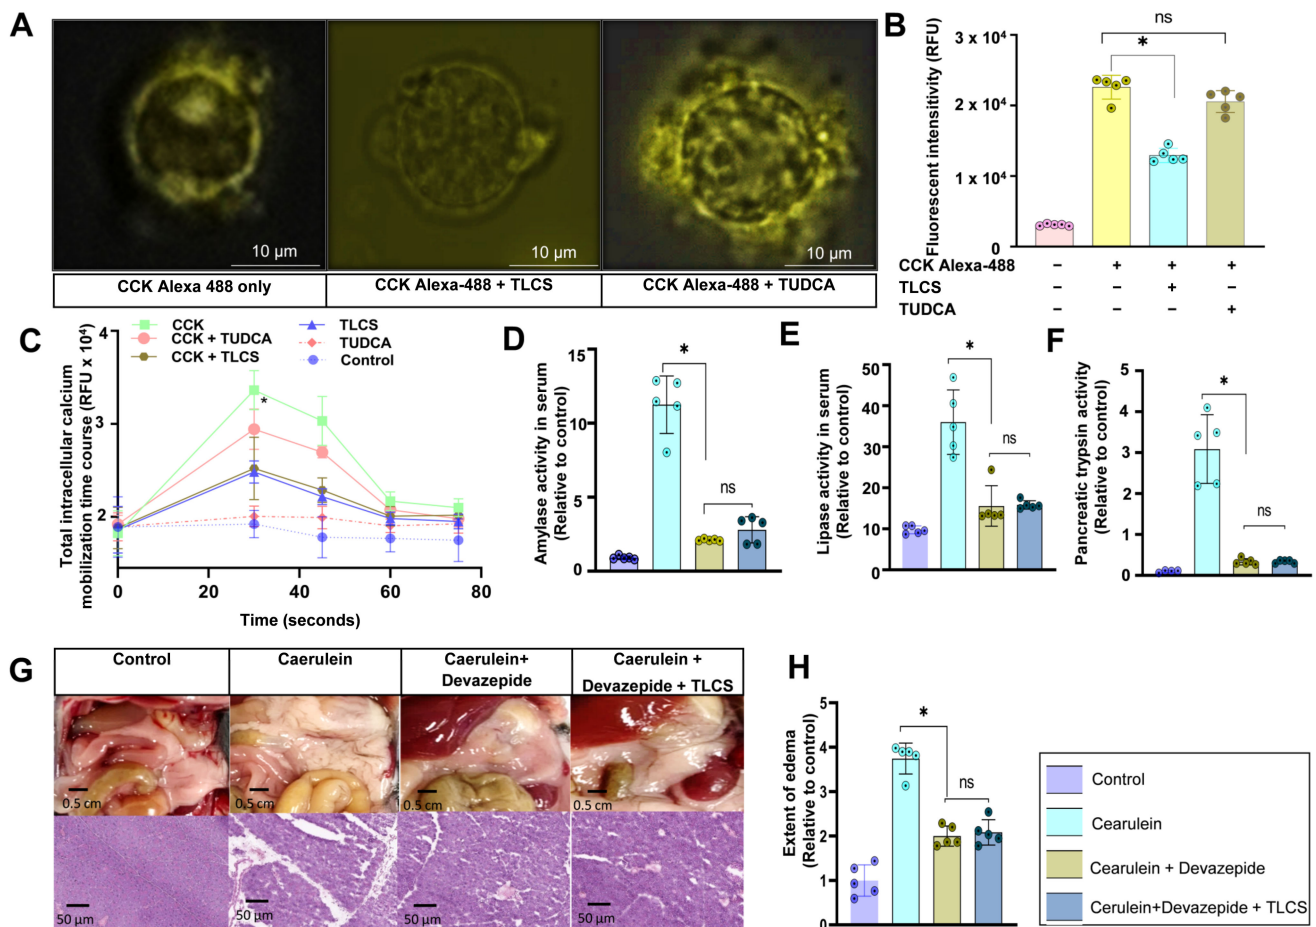 A
10 µm
10 µm
10 µm
CCK Alexa 488 only
CCK Alexa-488 + TLCS
CCK Alexa-488 + TUDCA
B
Fluorescent intensitivity (RFU)
3 x 10⁴
2 x 10⁴
1 x 10⁴
0
*
ns
CCK Alexa-488 – + + +
TLCS – – + –
TUDCA – – – +
C
Total intracellular calcium
mobilization time course (RFU x 10⁴)
4
3
2
0 20 40 60 80
Time (seconds)
CCK
CCK + TUDCA
CCK + TLCS
TLCS
TUDCA
Control
*
D
Amylase activity in serum
(Relative to control)
15
10
5
0
*
ns
E
Lipase activity in serum
(Relative to control)
50
40
30
20
10
0
*
ns
F
Pancreatic trypsin activity
(Relative to control)
5
4
3
2
1
0
*
ns
G
Control
Caerulein
Caerulein+
Devazepide
Caerulein +
Devazepide + TLCS
0.5 cm
0.5 cm
0.5 cm
0.5 cm
50 µm
50 µm
50 µm
50 µm
H
Extent of edema
(Relative to control)
5
4
3
2
1
0
*
ns
Control
Cearulein
Cearulein + Devazepide
Cerulein+Devazepide + TLCS